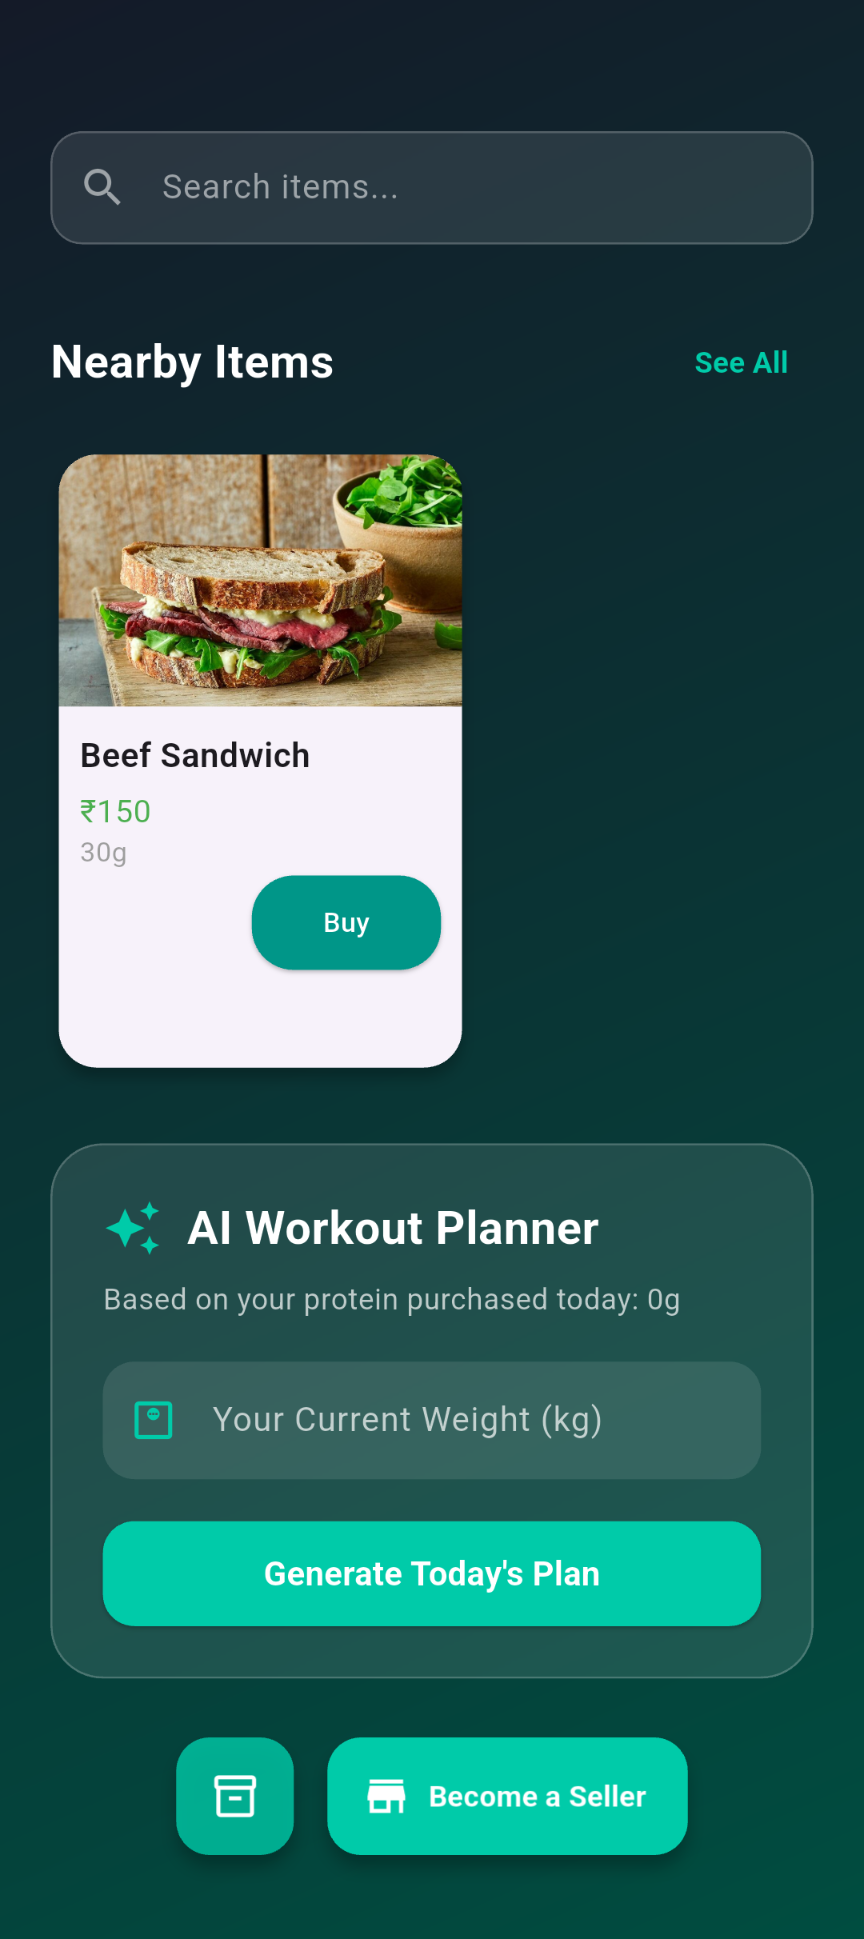 Search items...
Nearby Items
See All
Beef Sandwich
₹150
30g
Buy
AI Workout Planner
Based on your protein purchased today: 0g
Your Current Weight (kg)
Generate Today's Plan
Become a Seller